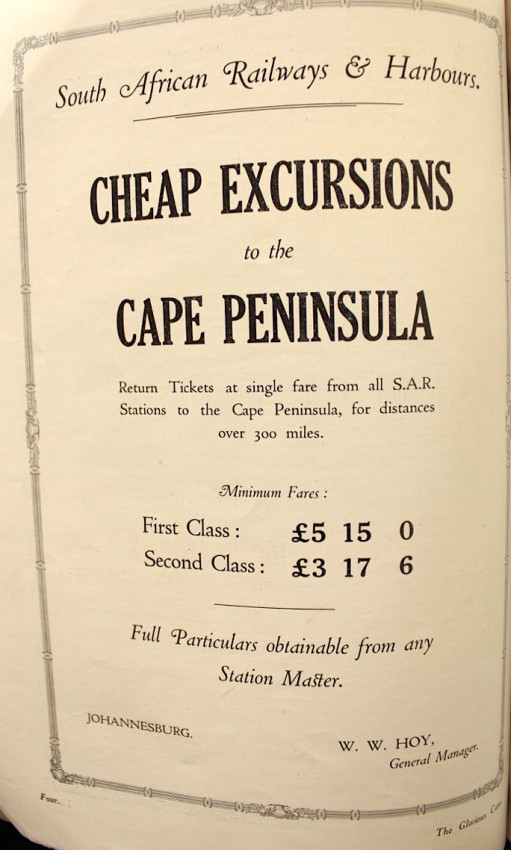 South African Railways & Harbours.
CHEAP EXCURSIONS
to the
CAPE PENINSULA
Return Tickets at single fare from all S.A.R.
Stations to the Cape Peninsula, for distances
over 300 miles.
Minimum Fares :
First Class : £5 15 0
Second Class : £3 17 6
Full Particulars obtainable from any
Station Master.
JOHANNESBURG.
W. W. HOY,
General Manager.
Four.
The Glorious